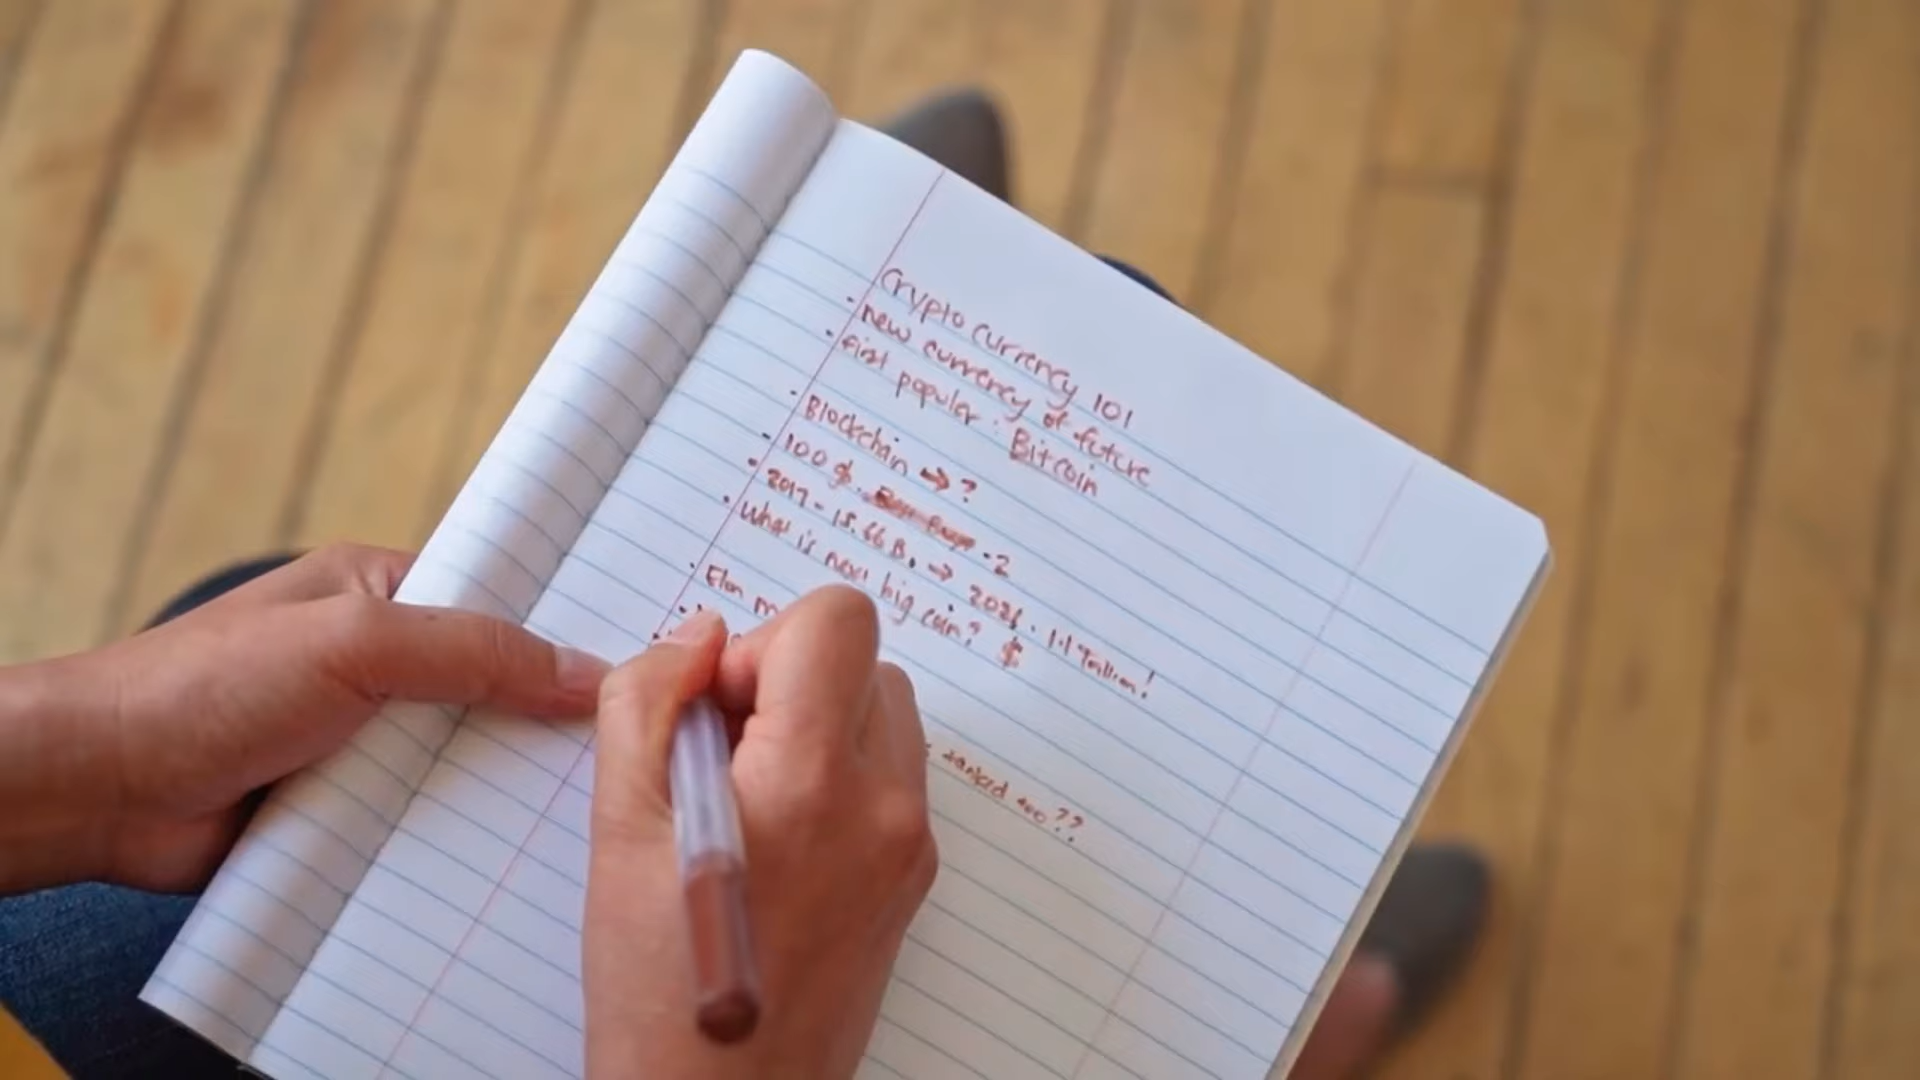 Crypto currency 101
· new currency of future
· first popular : Bitcoin
· Blockchain → ?
· 100 $. -2
· 2017 - 15.66 B. → 2021. 1.1 Trillion!
· What is next big coin? $
· Elon m
tanked too??